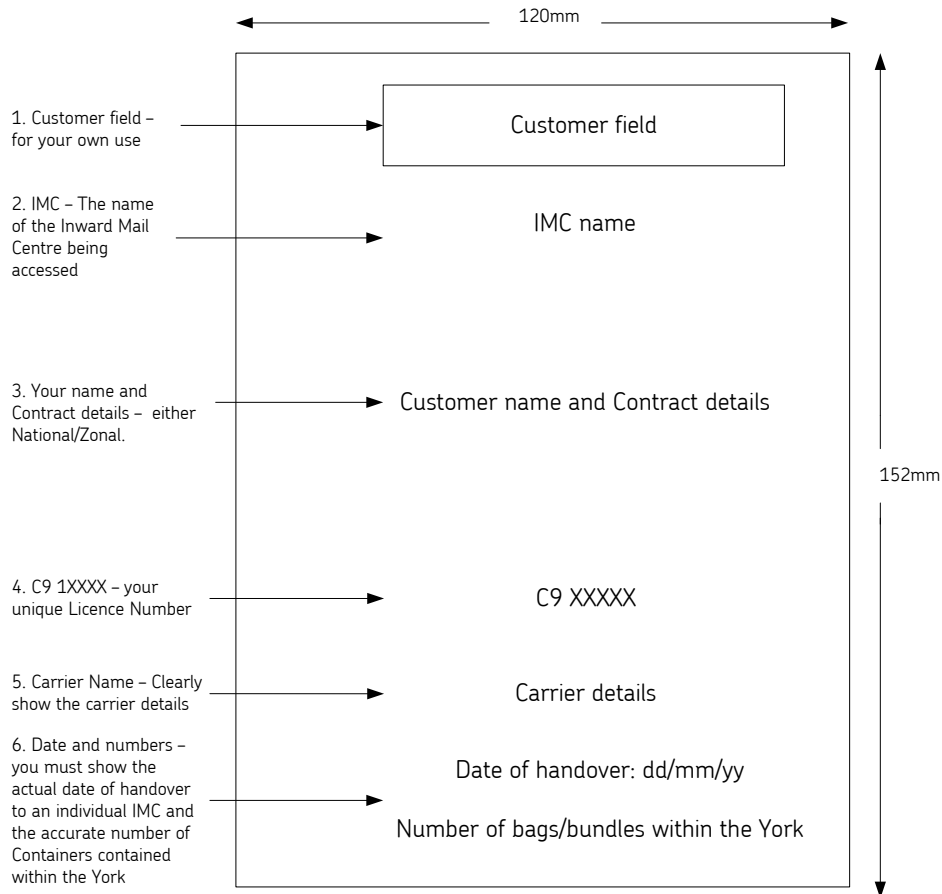 120mm
1. Customer field –
for your own use
Customer field
2. IMC – The name
of the Inward Mail
Centre being
accessed
IMC name
3. Your name and
Contract details –  either
National/Zonal.
Customer name and Contract details
152mm
4. C9 1XXXX – your
unique Licence Number
C9 XXXXX
5. Carrier Name – Clearly
show the carrier details
Carrier details
6. Date and numbers –
you must show the
actual date of handover
to an individual IMC and
the accurate number of
Containers contained
within the York
Date of handover: dd/mm/yy
Number of bags/bundles within the York